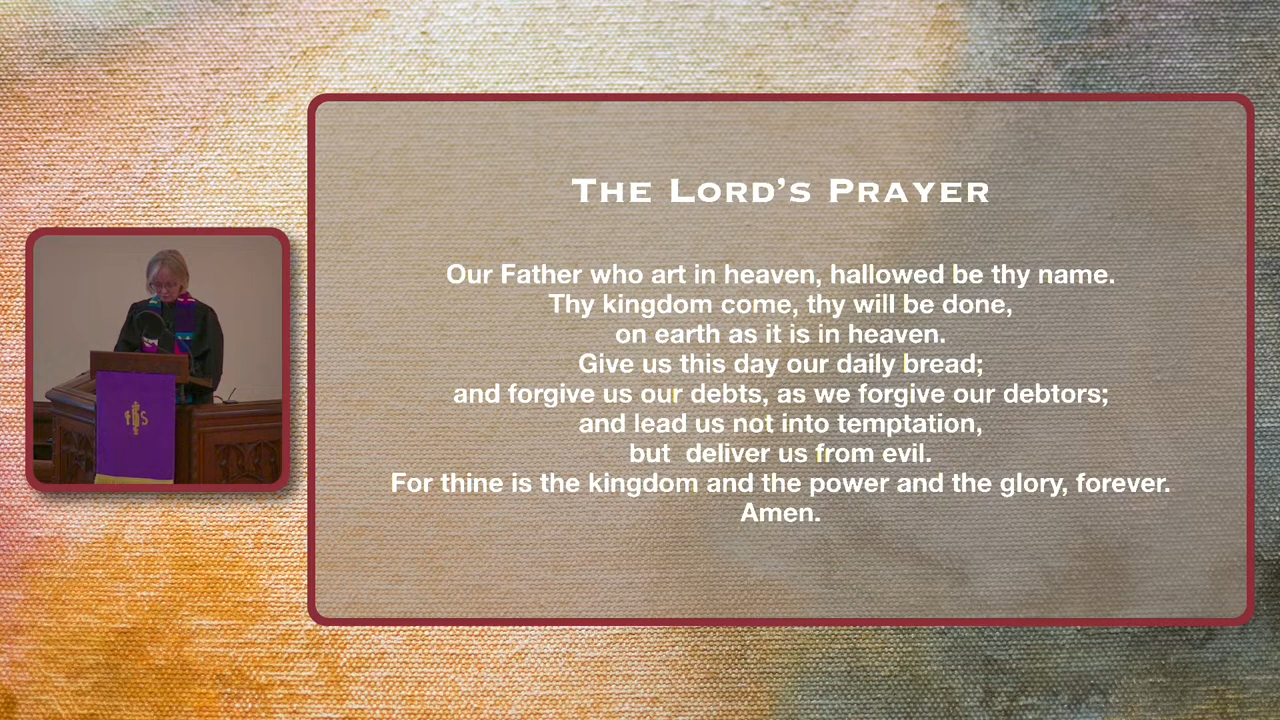 The Lord's Prayer
Our Father who art in heaven, hallowed be thy name.
Thy kingdom come, thy will be done,
on earth as it is in heaven.
Give us this day our daily bread;
and forgive us our debts, as we forgive our debtors;
and lead us not into temptation,
but  deliver us from evil.
For thine is the kingdom and the power and the glory, forever.
Amen.
IHS